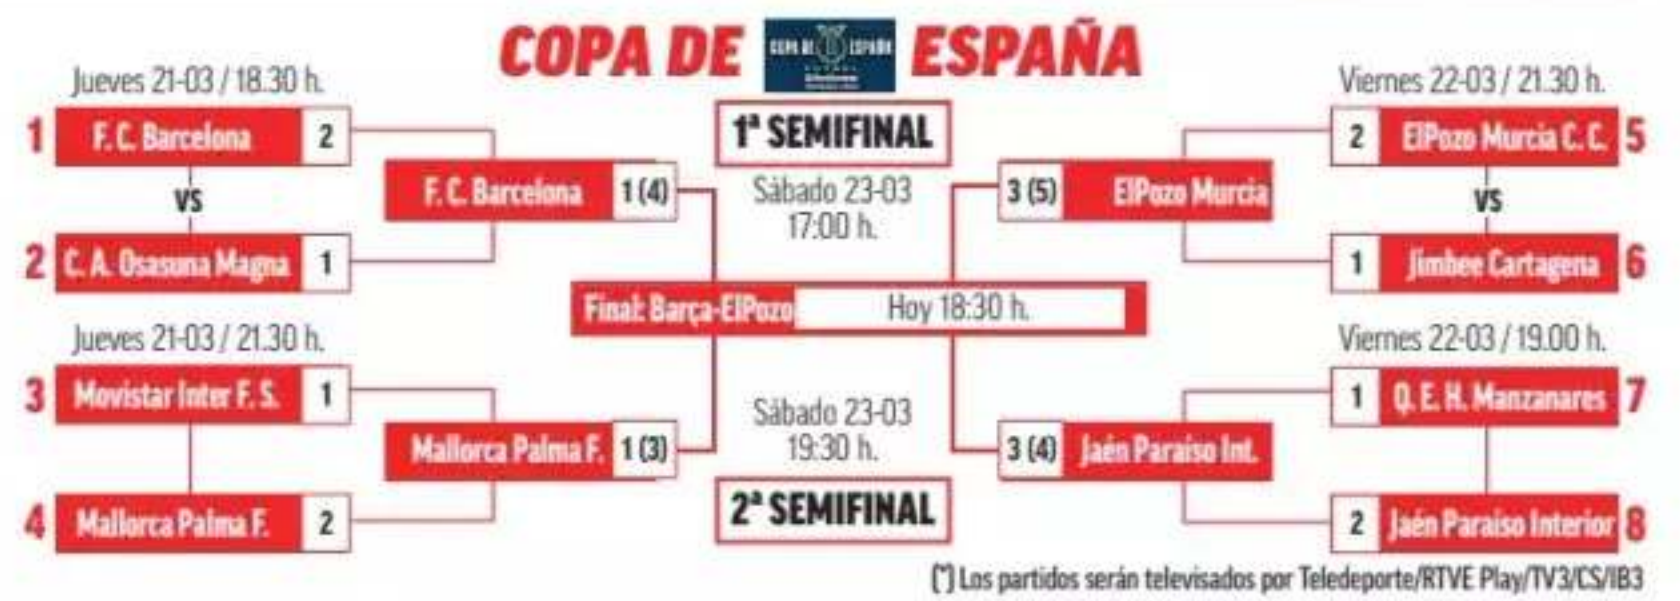 COPA DE ESPAÑA
COPA DE ESPAÑA
Jueves 21-03 / 18.30 h.
1 F. C. Barcelona 2
vs
2 C. A. Osasuna Magna 1
Jueves 21-03 / 21.30 h.
3 Movistar Inter F. S. 1
4 Mallorca Palma F. 2
F. C. Barcelona 1 (4)
Mallorca Palma F. 1 (3)
1ª SEMIFINAL
Sábado 23-03
17:00 h.
Final: Barça-ElPozo Hoy 18:30 h.
Sábado 23-03
19:30 h.
2ª SEMIFINAL
3 (5) ElPozo Murcia
3 (4) Jaén Paraíso Int.
Viernes 22-03 / 21.30 h.
2 ElPozo Murcia C. C. 5
vs
1 Jimbee Cartagena 6
Viernes 22-03 / 19.00 h.
1 Q. E. H. Manzanares 7
2 Jaén Paraiso Interior 8
(*) Los partidos serán televisados por Teledeporte/RTVE Play/TV3/CS/IB3